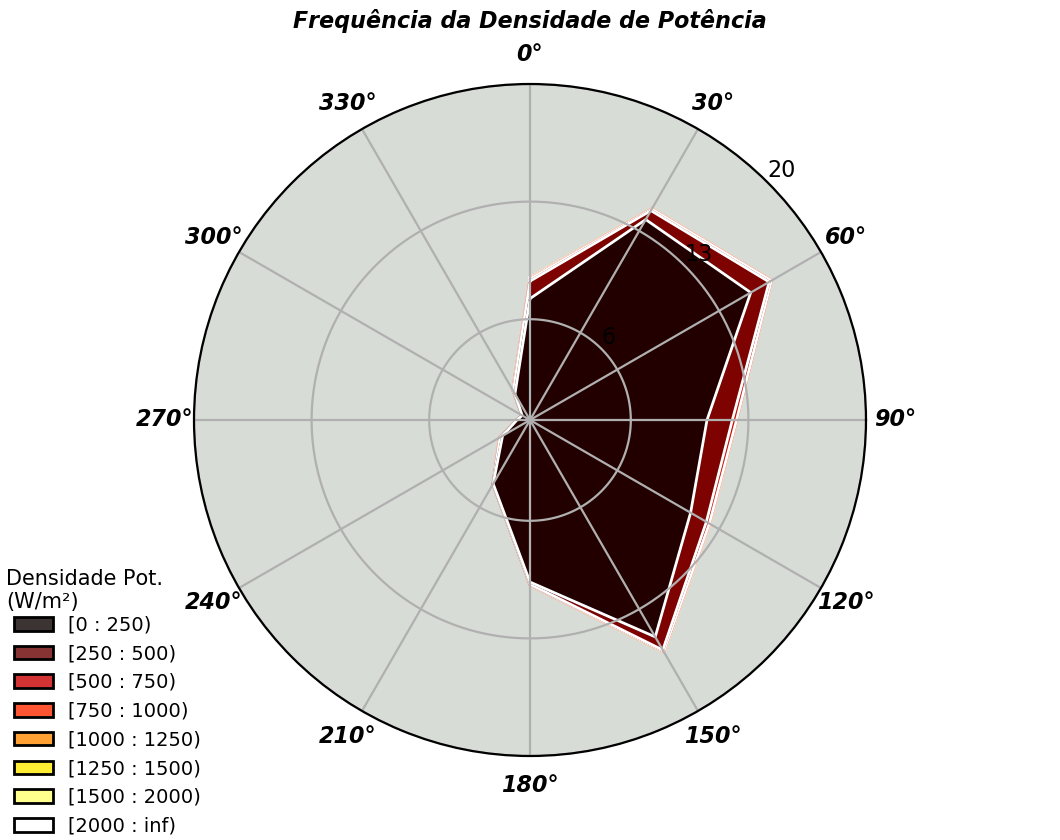 Frequência da Densidade de Potência
0°
330°
30°
20
300°
60°
13
6
270°
90°
240°
120°
210°
150°
180°
Densidade Pot.
(W/m²)
[0 : 250)
[250 : 500)
[500 : 750)
[750 : 1000)
[1000 : 1250)
[1250 : 1500)
[1500 : 2000)
[2000 : inf)